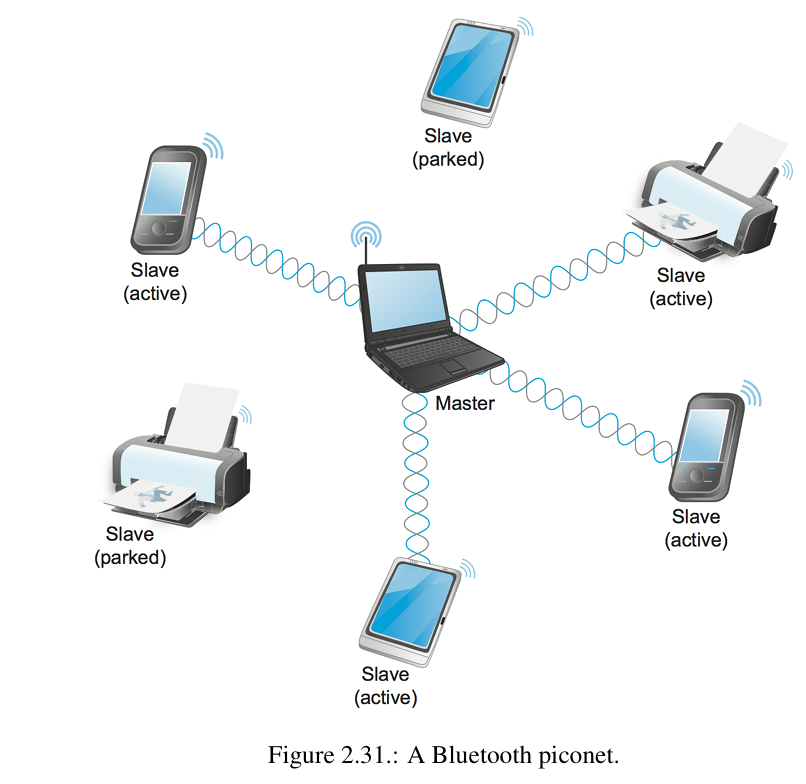 Slave
(parked)
Slave
(active)
Slave
(active)
Master
Slave
(parked)
Slave
(active)
Slave
(active)
Figure 2.31.: A Bluetooth piconet.